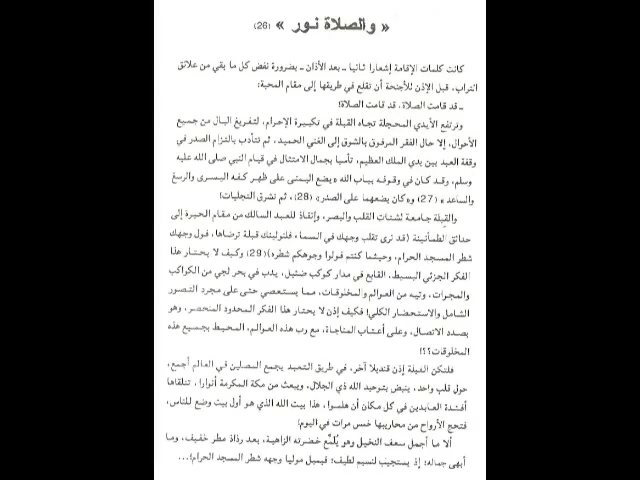 « والصلاة نـور » (26)
كانت كلمات الإقامة إشعارا ثانيا ـ بعد الأذان ـ بضرورة نفض كل ما بقي من علائق
التراب، قبل الإذن للأجنحة أن تقلع في طريقها إلى مقام المحبة:
ـ قد قامت الصلاة، قد قامت الصلاة!
وترتفع الأيدي المحجلة تجاه القبلة في تكبيرة الإحرام، لتفريغ البال من جميع
الأحوال، إلا حال الفقر المرفوق بالشوق إلى الغني الحميد، ثم تتأدب بالتزام الصدر في
وقفة العبد بين يدي الملك العظيم، تأسيا بجمال الامتثال في قيام النبي صلى الله عليه
وسلم، وقد كان في وقوفه بباب الله «يضع اليمنى على ظهر كفه اليسرى والرسغ
والساعد» (27) و«كان يضعهما على الصدر» (28)، ثم تشرق التجليات!
والقبلة جامعة لشتات القلب والبصر، وإنقاذ للعبد السالك من مقام الحيرة إلى
حدائق الطمأنينة (قد نرى تقلب وجهك في السماء فلنولينك قبلة ترضاها، فول وجهك
شطر المسجد الحرام، وحيثما كنتم فولوا وجوهكم شطره)(29) وكيف لا يحتار هذا
الفكر الجزئي البسيط، القابع في مدار كوكب ضئيل، يدب في بحر لجي من الكواكب
والمجرات، وتيه من العوالم والمخلوقات، مما يستعصي حتى على مجرد التصور
الشامل والاستحضار الكلي! فكيف إذن لا يحتار هذا الفكر المحدود المنحصر، وهو
بصدد الاتصال، وعلى أعتاب المناجاة، مع رب هذه العوالم، المحيط بجميع هذه
المخلوقات؟؟!
فلتكن القبلة إذن قنديلا آخر، في طريق التعبد يجمع المصلين في العالم أجمع،
حول قلب واحد، ينبض بتوحيد الله ذي الجلال، ويبعث من مكة المكرمة أنوارا، تتلقاها
أفئدة العابدين في كل مكان أن هلموا، هذا بيت الله الذي هو أول بيت وضع للناس،
فتحج الأرواح من محاريبها خمس مرات في اليوم!
ألا ما أجمل سعف النخيل وهو يُلمِّع خضرته الزاهية، بعد رذاذ مطر خفيف، وما
أبهى جماله؛ إذ يستجيب لنسيم لطيف؛ فيميل موليا وجهه شطر المسجد الحرام!...